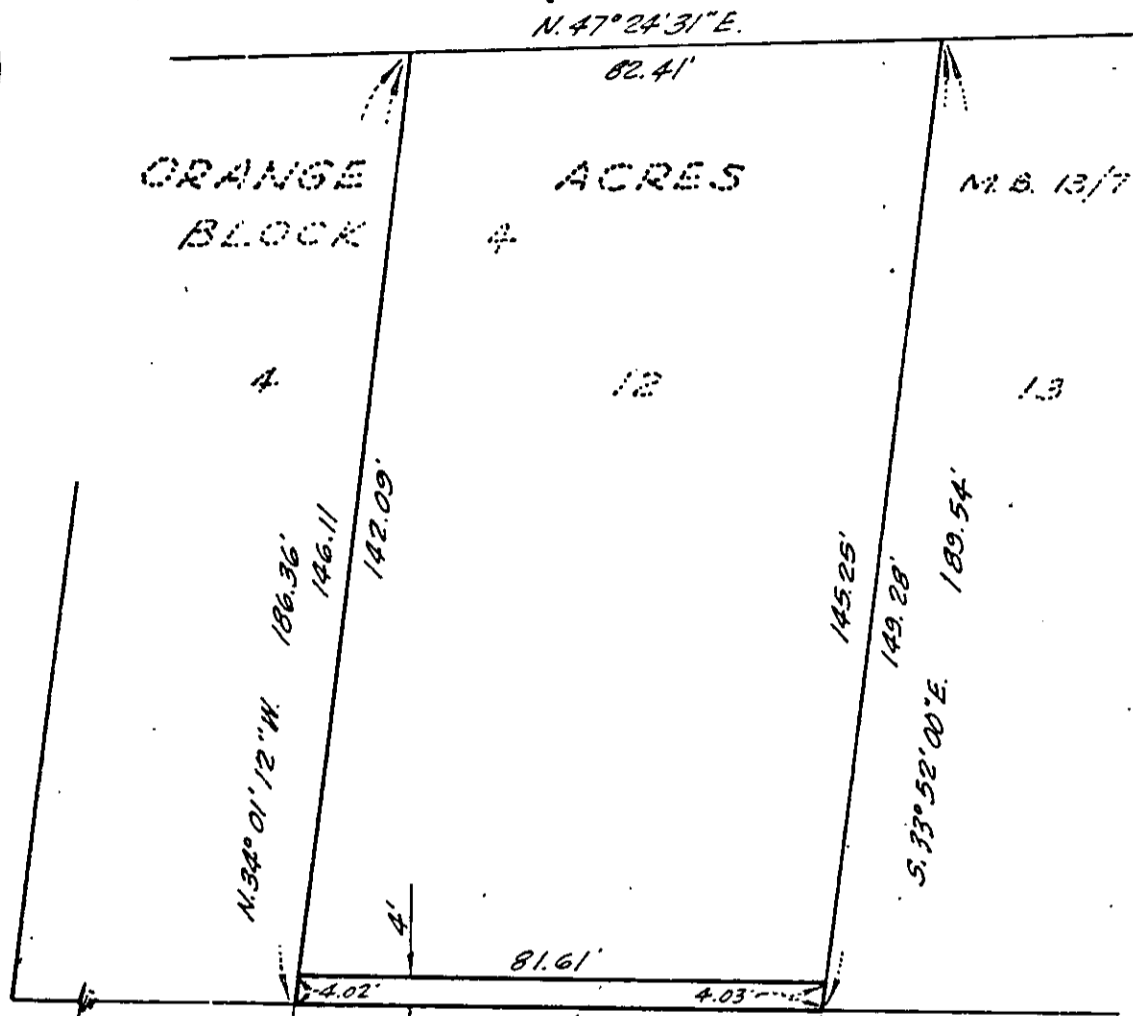 N. 47° 24' 31" E.
82.41'
ORANGE ACRES M. B. 13/7
BLOCK 4
4 12 13
186.36'
146.11
142.09'
145.25'
149.28'
189.54'
N. 34° 01' 12" W.
S. 33° 52' 00" E.
4'
81.61'
4.02' 4.03'